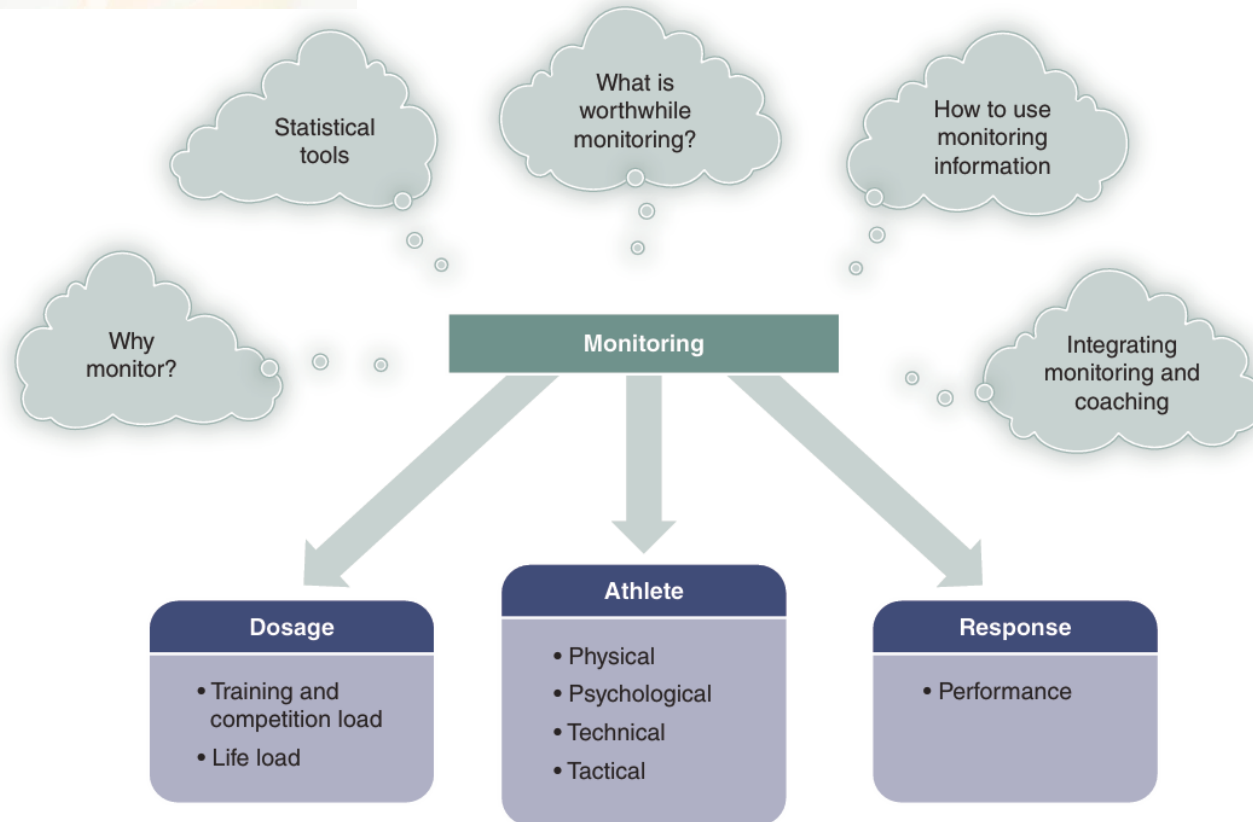 Statistical
tools
What is
worthwhile
monitoring?
How to use
monitoring
information
Why
monitor?
Monitoring
Integrating
monitoring and
coaching
Dosage
• Training and
competition load
• Life load
Athlete
• Physical
• Psychological
• Technical
• Tactical
Response
• Performance